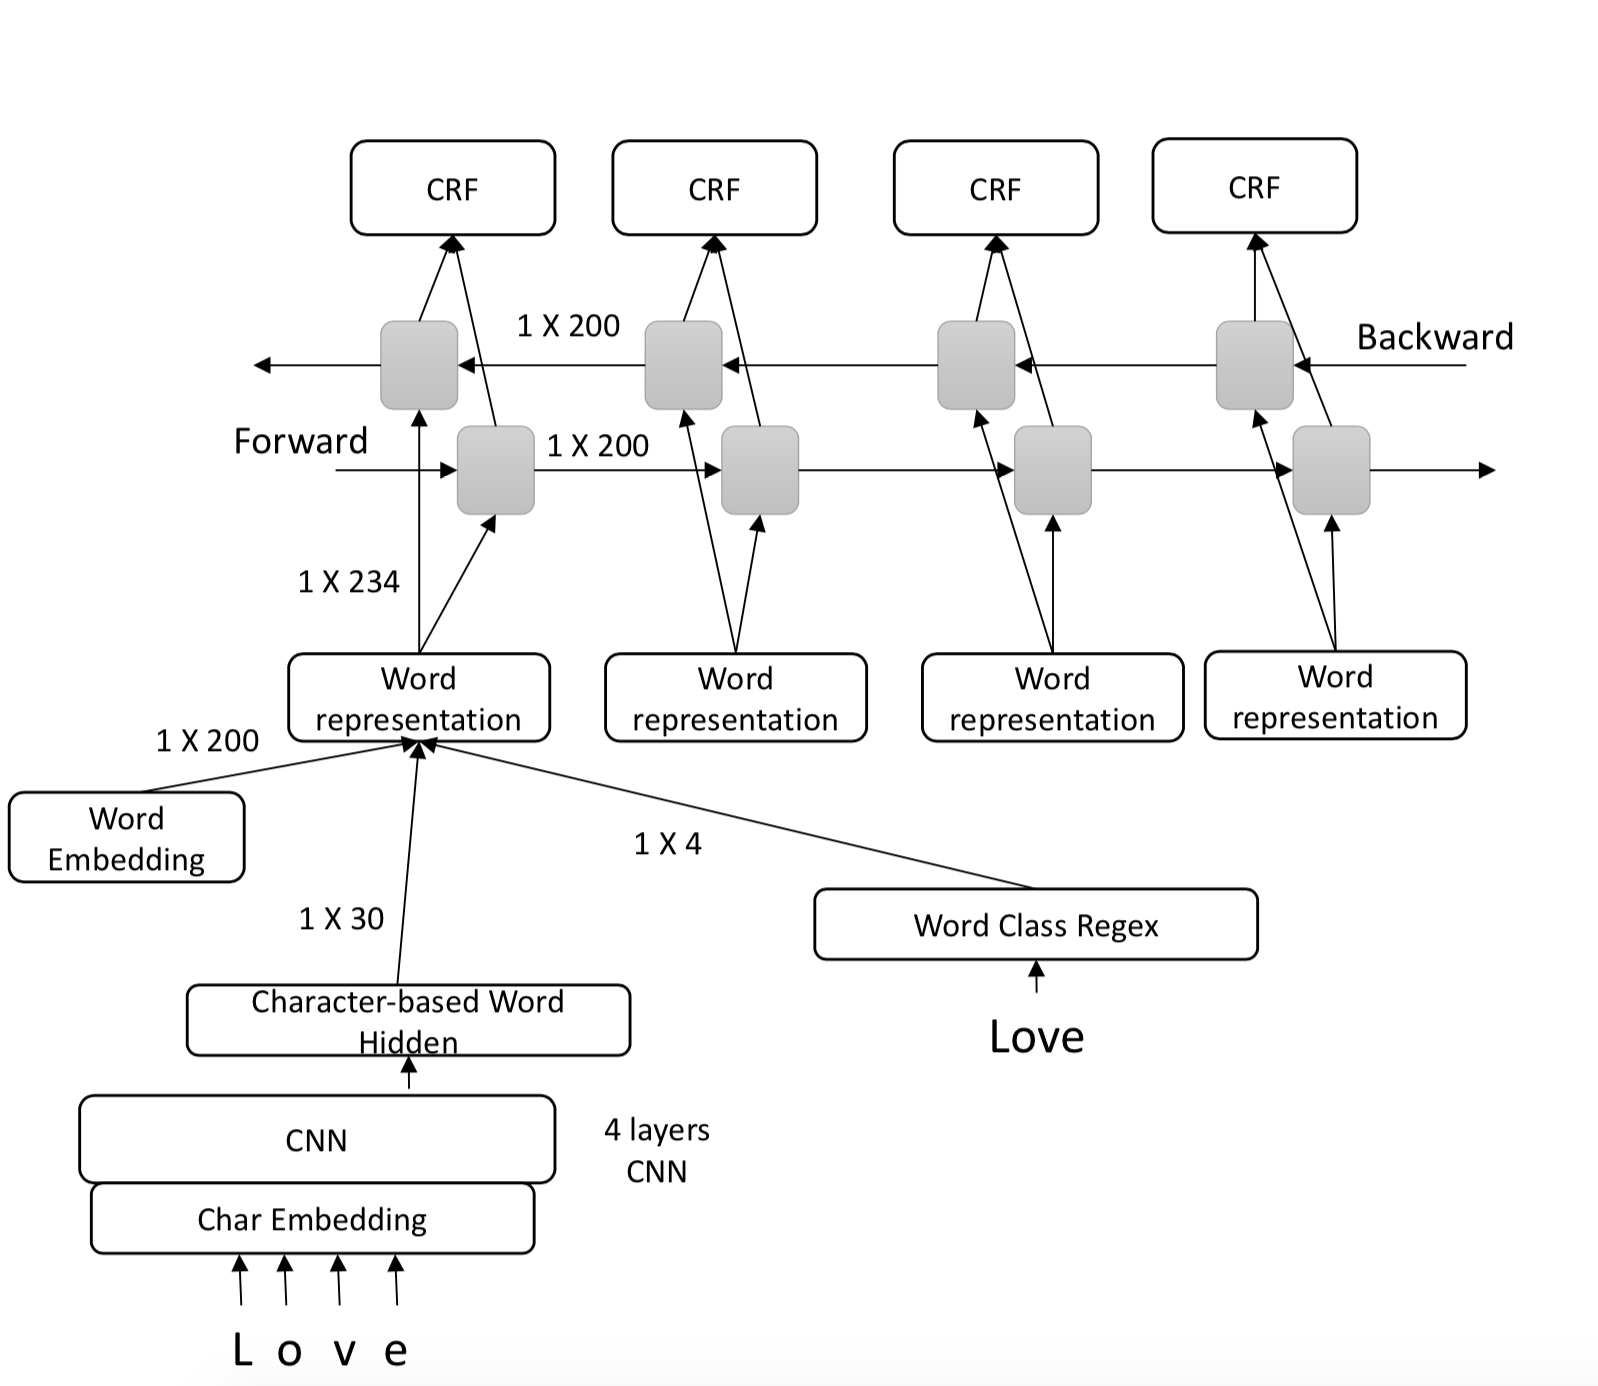 CRF
CRF
CRF
CRF
1 X 200
Backward
Forward
1 X 200
1 X 234
Word
representation
Word
representation
Word
representation
Word
representation
1 X 200
Word
Embedding
1 X 4
1 X 30
Word Class Regex
Character-based Word
Hidden
Love
CNN
4 layers
CNN
Char Embedding
L o v e